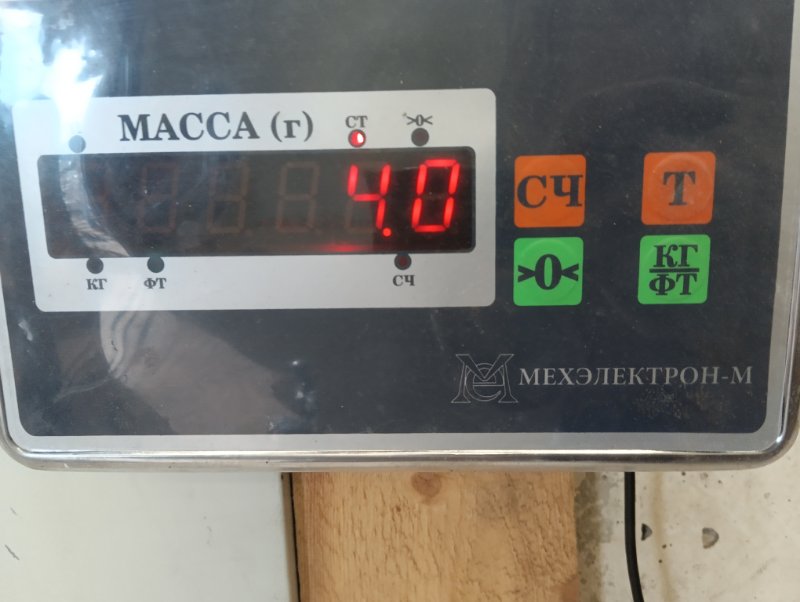 МАССА (г) СТ >0<
4.0
КГ ФТ СЧ
СЧ Т
>0< КГ/ФТ
МЕХЭЛЕКТРОН-М